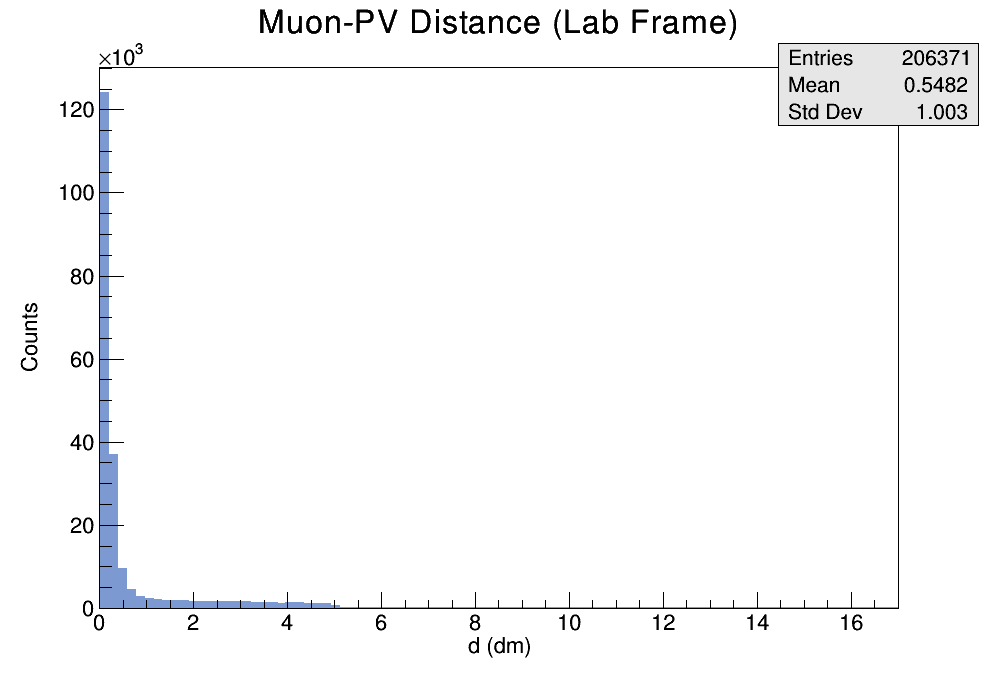 Muon-PV Distance (Lab Frame)
×10³
Entries 206371
Mean 0.5482
Std Dev 1.003
120
100
80
60
40
20
0
Counts
0 2 4 6 8 10 12 14 16
d (dm)